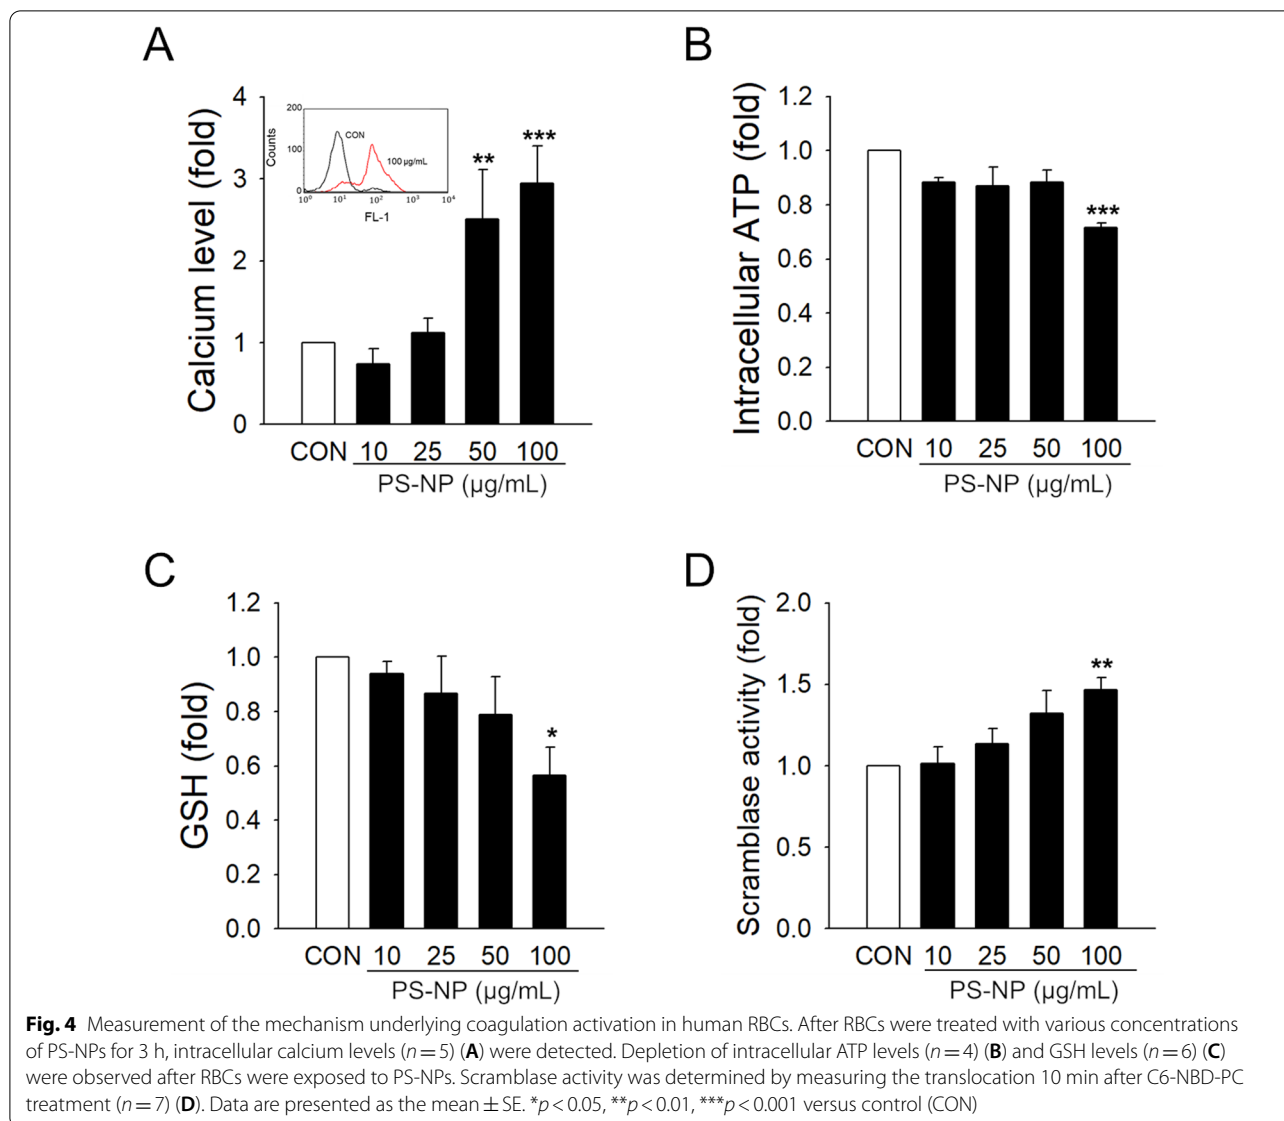 A
Calcium level (fold)
4
3
2
1
0
200
100
0
Counts
CON
100 µg/mL
10⁰ 10¹ 10² 10³ 10⁴
FL-1
**
***
CON 10 25 50 100
PS-NP (µg/mL)
B
Intracellular ATP (fold)
1.2
1.0
0.8
0.6
0.4
0.2
0.0
***
CON 10 25 50 100
PS-NP (µg/mL)
C
GSH (fold)
1.2
1.0
0.8
0.6
0.4
0.2
0.0
*
CON 10 25 50 100
PS-NP (µg/mL)
D
Scramblase activity (fold)
2.0
1.5
1.0
0.5
0.0
**
CON 10 25 50 100
PS-NP (µg/mL)
Fig. 4 Measurement of the mechanism underlying coagulation activation in human RBCs. After RBCs were treated with various concentrations
of PS-NPs for 3 h, intracellular calcium levels (n = 5) (A) were detected. Depletion of intracellular ATP levels (n = 4) (B) and GSH levels (n = 6) (C)
were observed after RBCs were exposed to PS-NPs. Scramblase activity was determined by measuring the translocation 10 min after C6-NBD-PC
treatment (n = 7) (D). Data are presented as the mean ± SE. *p < 0.05, **p < 0.01, ***p < 0.001 versus control (CON)